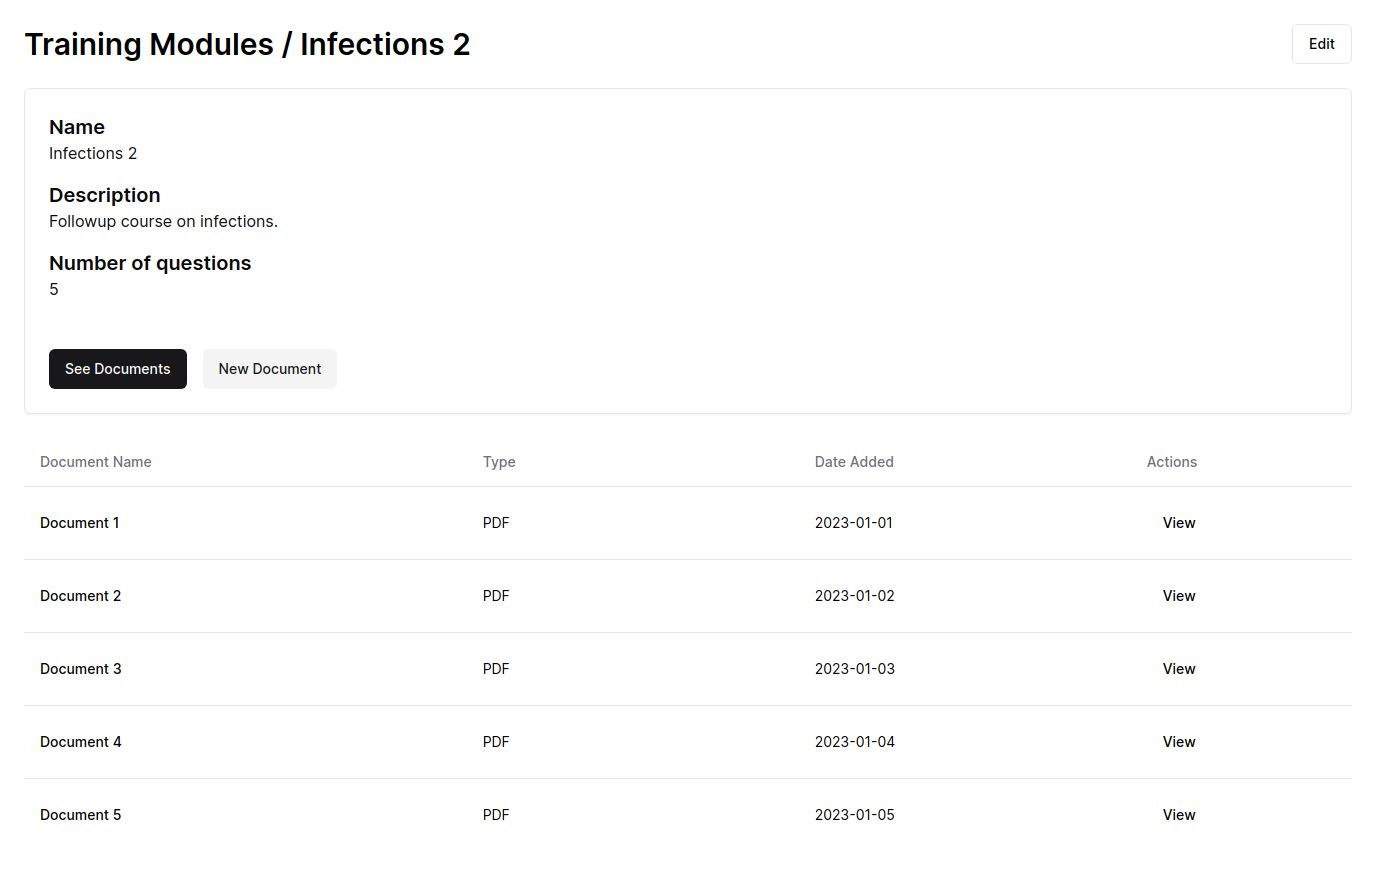 Training Modules / Infections 2
Edit
Name
Infections 2
Description
Followup course on infections.
Number of questions
5
See Documents New Document
Document Name Type Date Added Actions
Document 1 PDF 2023-01-01 View
Document 2 PDF 2023-01-02 View
Document 3 PDF 2023-01-03 View
Document 4 PDF 2023-01-04 View
Document 5 PDF 2023-01-05 View